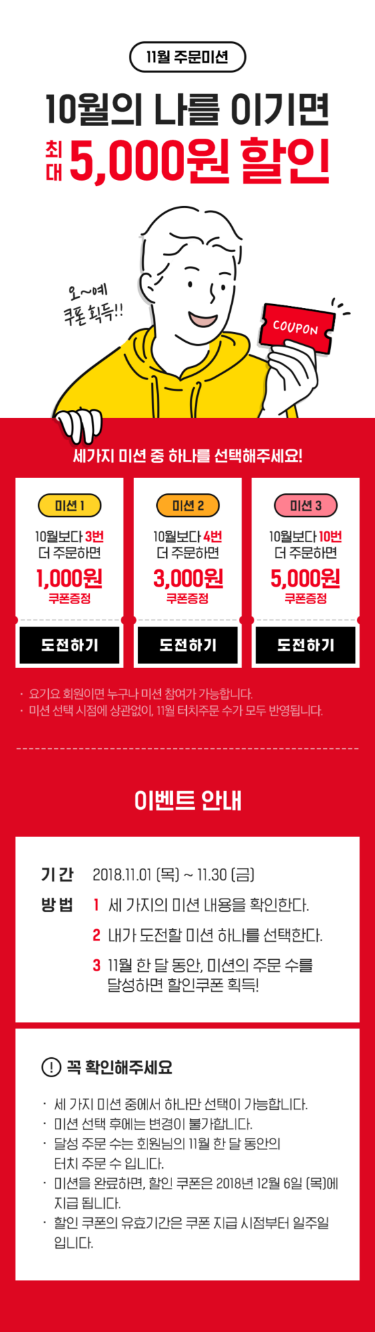 11월 주문미션
10월의 나를 이기면
최대 5,000원 할인
오~예
쿠폰 획득!!
COUPON
세가지 미션 중 하나를 선택해주세요!
미션 1
10월보다 3번
더 주문하면
1,000원
쿠폰증정
도전하기
미션 2
10월보다 4번
더 주문하면
3,000원
쿠폰증정
도전하기
미션 3
10월보다 10번
더 주문하면
5,000원
쿠폰증정
도전하기
· 요기요 회원이면 누구나 미션 참여가 가능합니다.
· 미션 선택 시점에 상관없이, 11월 터치주문 수가 모두 반영됩니다.
이벤트 안내
기간 2018.11.01 (목) ~ 11.30 (금)
방법 1 세 가지의 미션 내용을 확인한다.
2 내가 도전할 미션 하나를 선택한다.
3 11월 한 달 동안, 미션의 주문 수를
달성하면 할인쿠폰 획득!
! 꼭 확인해주세요
· 세 가지 미션 중에서 하나만 선택이 가능합니다.
· 미션 선택 후에는 변경이 불가합니다.
· 달성 주문 수는 회원님의 11월 한 달 동안의
터치 주문 수 입니다.
· 미션을 완료하면, 할인 쿠폰은 2018년 12월 6일 (목)에
지급 됩니다.
· 할인 쿠폰의 유효기간은 쿠폰 지급 시점부터 일주일
입니다.